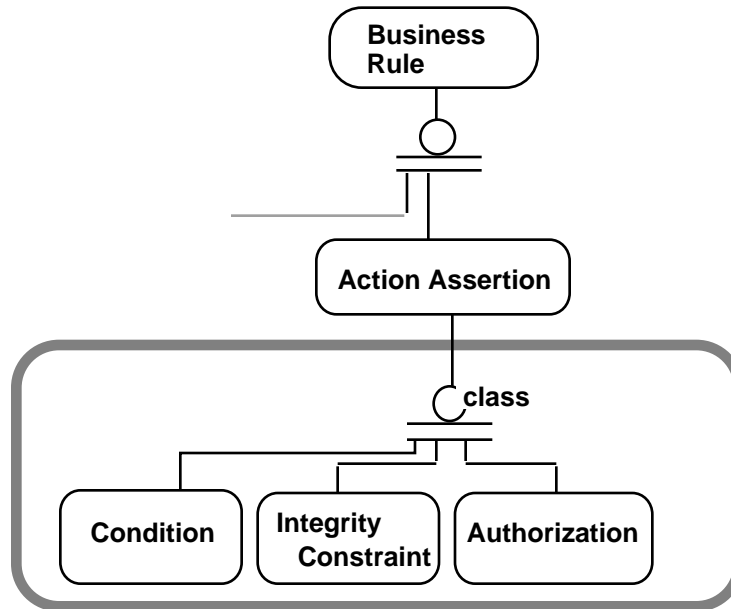 Business
Rule
Action Assertion
class
Condition
Integrity
Constraint
Authorization